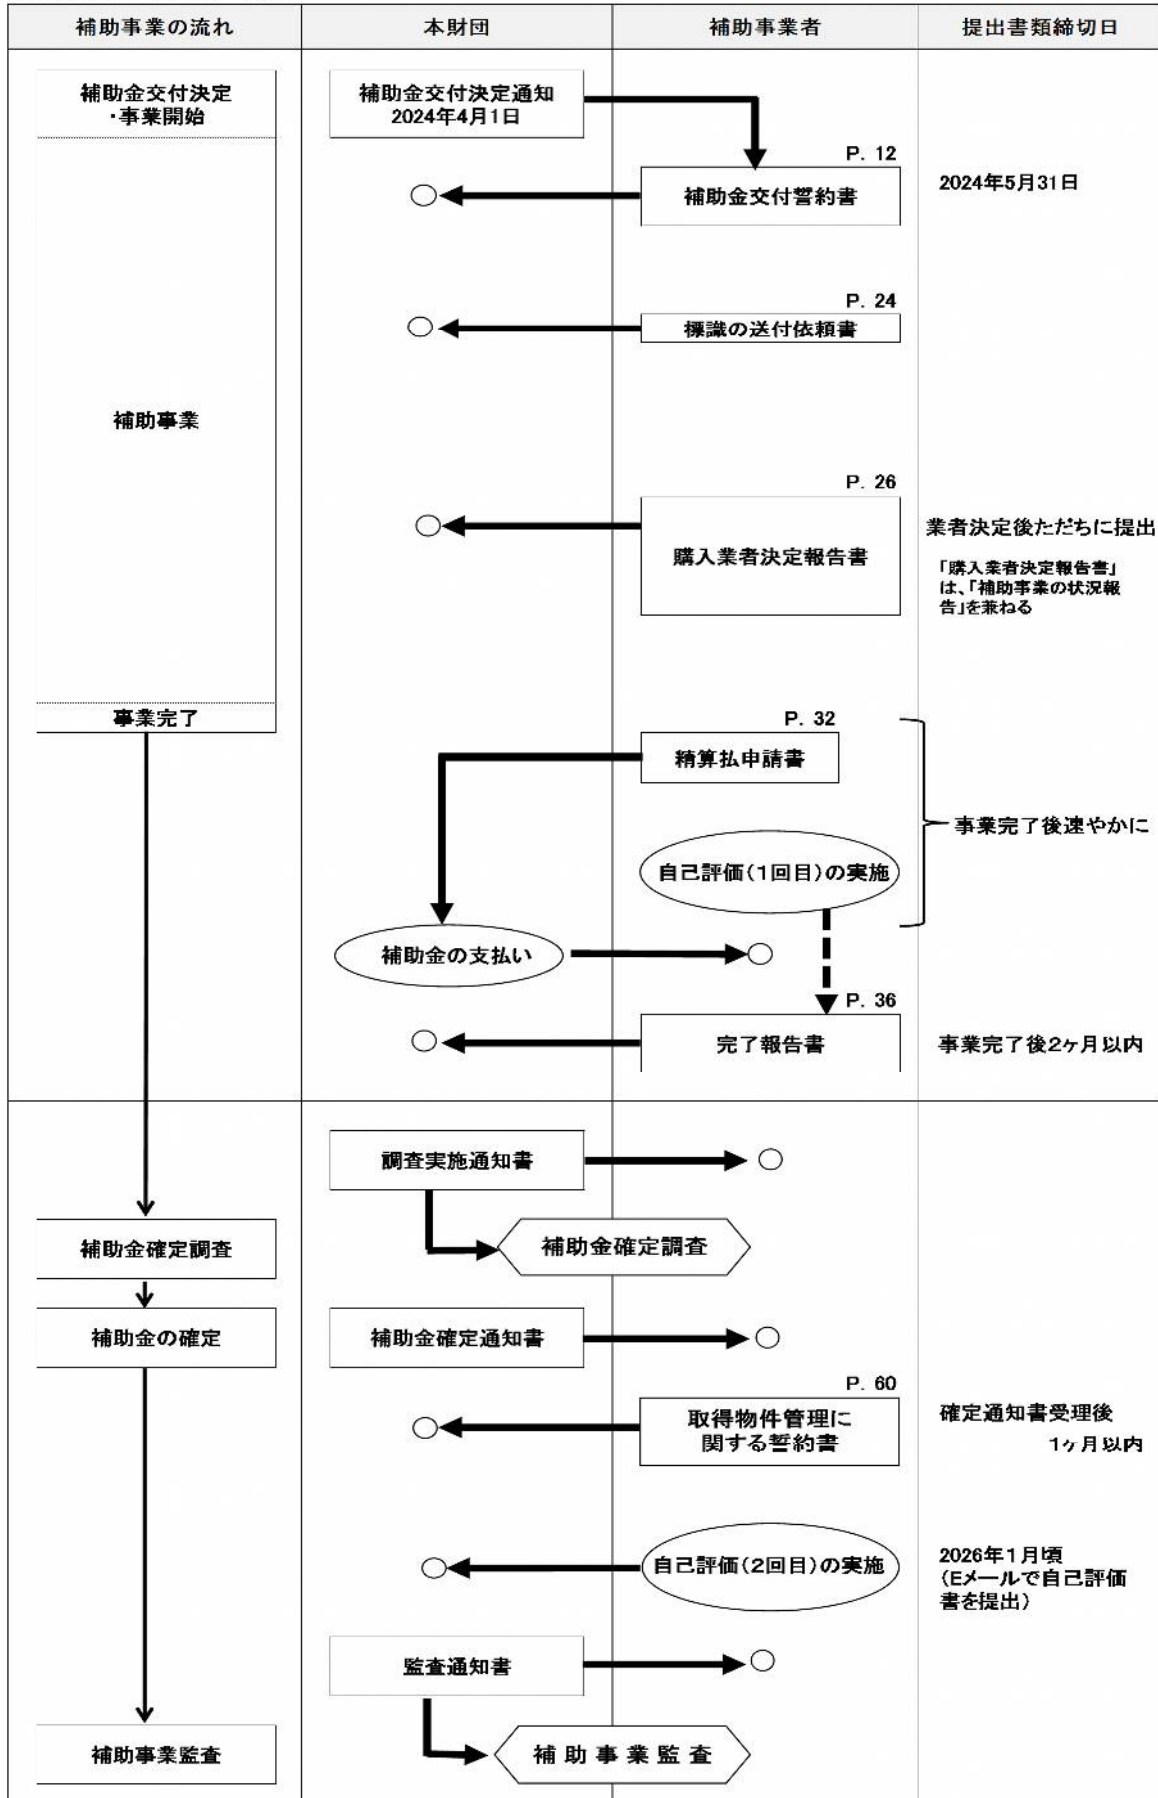 補助事業の流れ
本財団
補助事業者
提出書類締切日
補助金交付決定
・事業開始
補助金交付決定通知
2024年4月1日
P. 12
補助金交付誓約書
2024年5月31日
P. 24
標識の送付依頼書
補助事業
P. 26
購入業者決定報告書
業者決定後ただちに提出
「購入業者決定報告書」
は、「補助事業の状況報
告」を兼ねる
事業完了
P. 32
精算払申請書
事業完了後速やかに
自己評価(1回目)の実施
補助金の支払い
P. 36
完了報告書
事業完了後2ヶ月以内
調査実施通知書
補助金確定調査
補助金確定調査
補助金の確定
補助金確定通知書
P. 60
取得物件管理に
関する誓約書
確定通知書受理後
1ヶ月以内
自己評価(2回目)の実施
2026年1月頃
(Eメールで自己評価
書を提出)
監査通知書
補助事業監査
補助事業監査